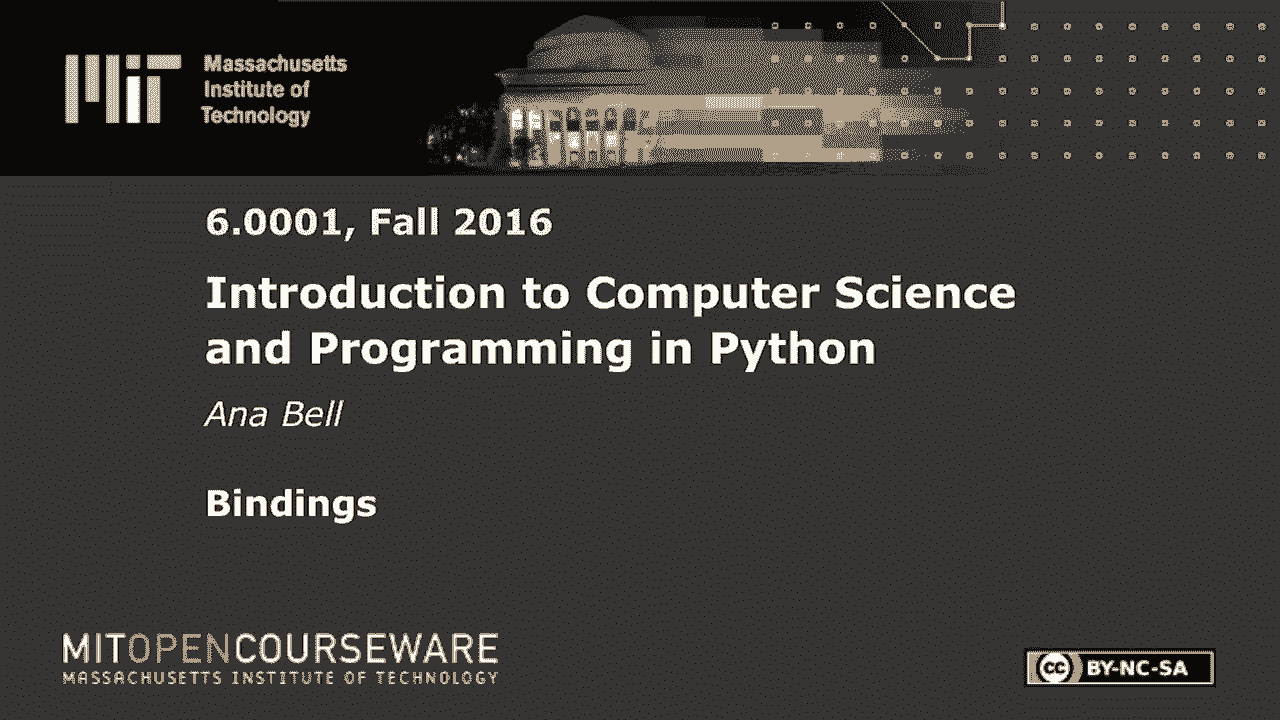 Massachusetts
Institute of
Technology
6.0001, Fall 2016
Introduction to Computer Science
and Programming in Python
Ana Bell
Bindings
MITOPENCOURSEWARE
MASSACHUSETTS INSTITUTE OF TECHNOLOGY
cc BY-NC-SA